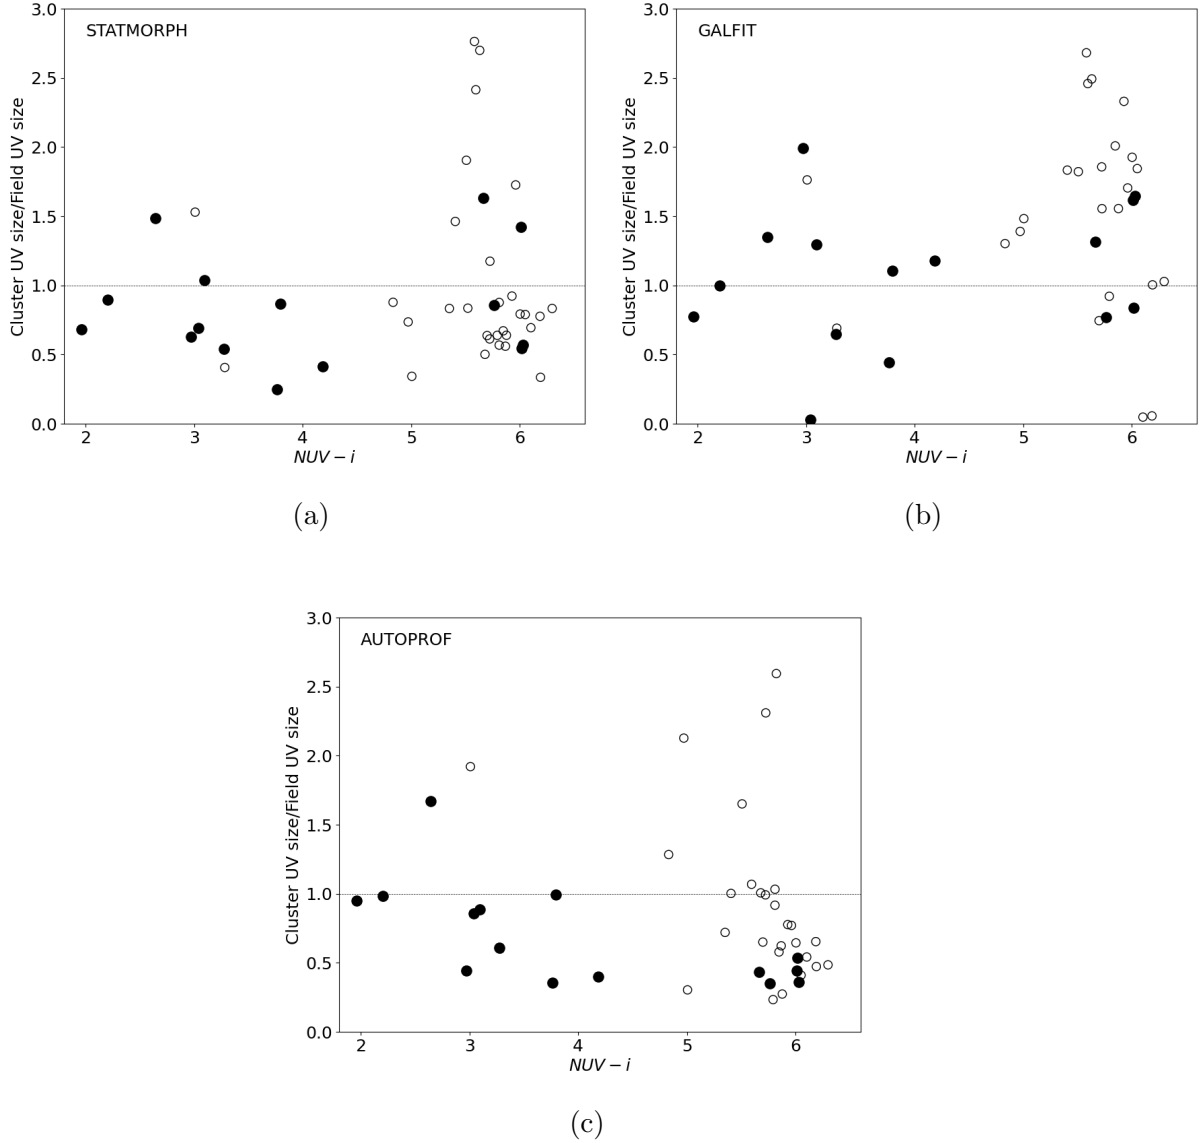 STATMORPH
Cluster UV size/Field UV size
3.0
2.5
2.0
1.5
1.0
0.5
0.0
2 3 4 5 6
NUV − i
(a)
GALFIT
Cluster UV size/Field UV size
3.0
2.5
2.0
1.5
1.0
0.5
0.0
2 3 4 5 6
NUV − i
(b)
AUTOPROF
Cluster UV size/Field UV size
3.0
2.5
2.0
1.5
1.0
0.5
0.0
2 3 4 5 6
NUV − i
(c)